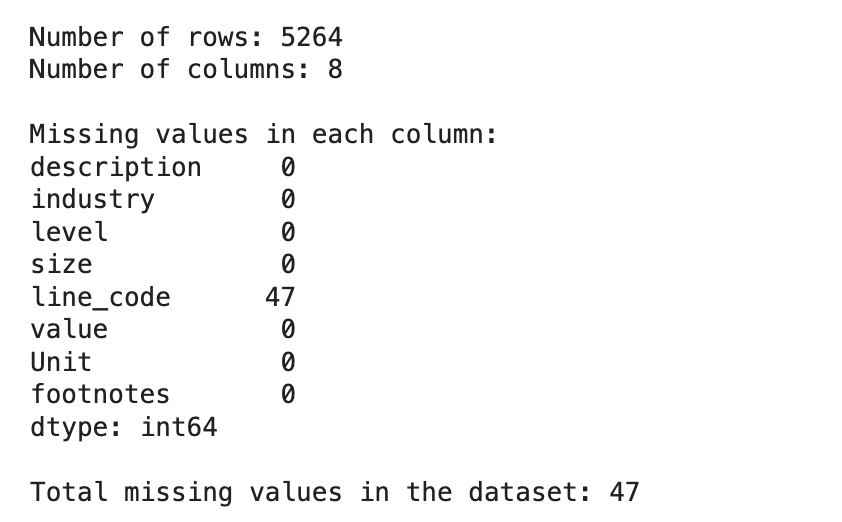 Number of rows: 5264
Number of columns: 8
Missing values in each column:
description 0
industry 0
level 0
size 0
line_code 47
value 0
Unit 0
footnotes 0
dtype: int64
Total missing values in the dataset: 47